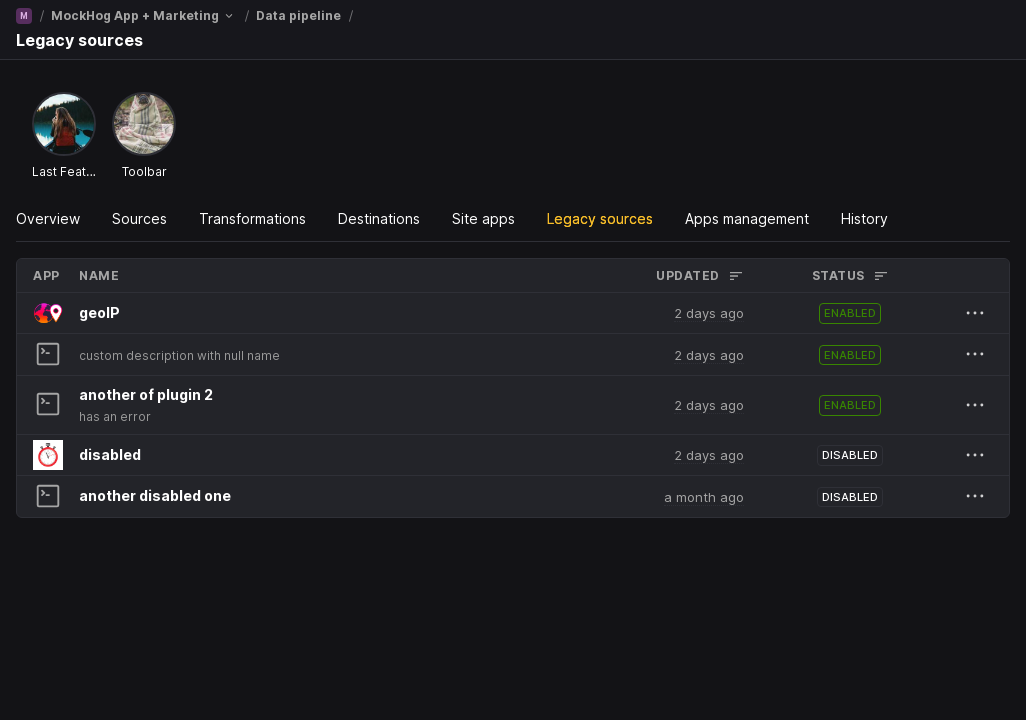 M / MockHog App + Marketing / Data pipeline /
Legacy sources
Last Feat... Toolbar
Overview Sources Transformations Destinations Site apps Legacy sources Apps management History
APP NAME UPDATED STATUS
geoIP 2 days ago ENABLED
custom description with null name 2 days ago ENABLED
another of plugin 2
has an error 2 days ago ENABLED
disabled 2 days ago DISABLED
another disabled one a month ago DISABLED